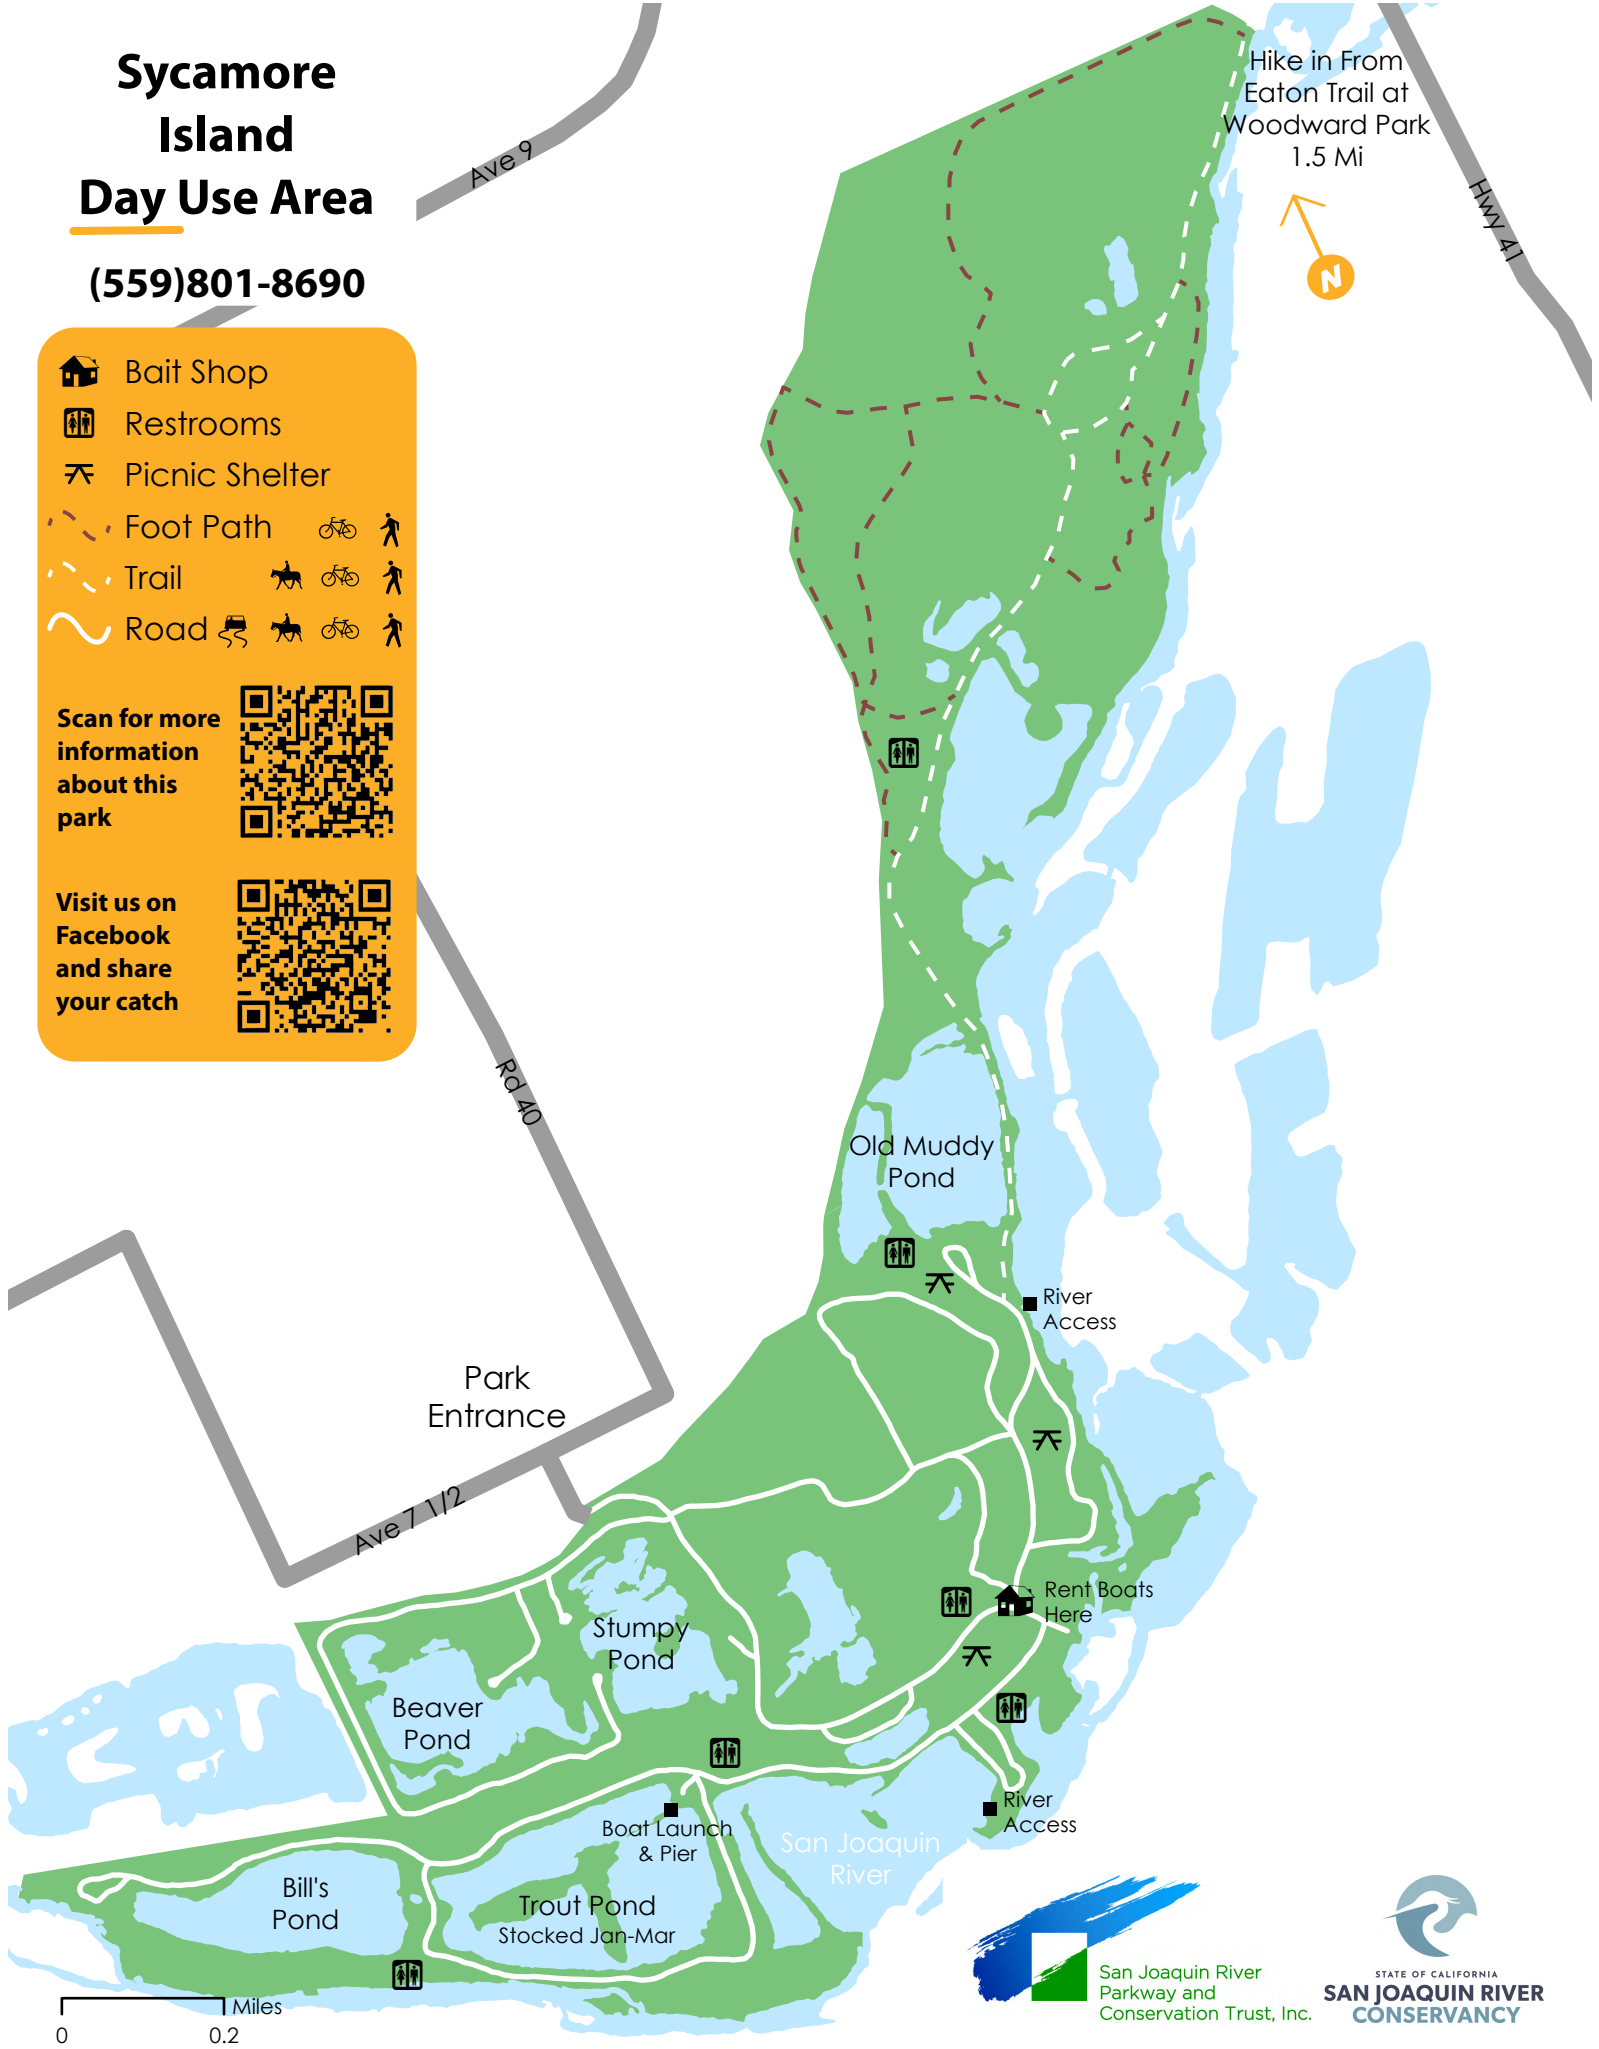 Sycamore
Island
Day Use Area
(559)801-8690
Bait Shop
Restrooms
Picnic Shelter
Foot Path
Trail
Road
Scan for more
information
about this
park
Visit us on
Facebook
and share
your catch
Ave 9
Hike in From
Eaton Trail at
Woodward Park
1.5 Mi
Hwy 41
N
Rd 40
Old Muddy
Pond
River
Access
Park
Entrance
Ave 7 1/2
Rent Boats
Here
Stumpy
Pond
Beaver
Pond
River
Access
Boat Launch
& Pier
San Joaquin
River
Bill's
Pond
Trout Pond
Stocked Jan-Mar
Miles
0
0.2
San Joaquin River
Parkway and
Conservation Trust, Inc.
STATE OF CALIFORNIA
SAN JOAQUIN RIVER
CONSERVANCY